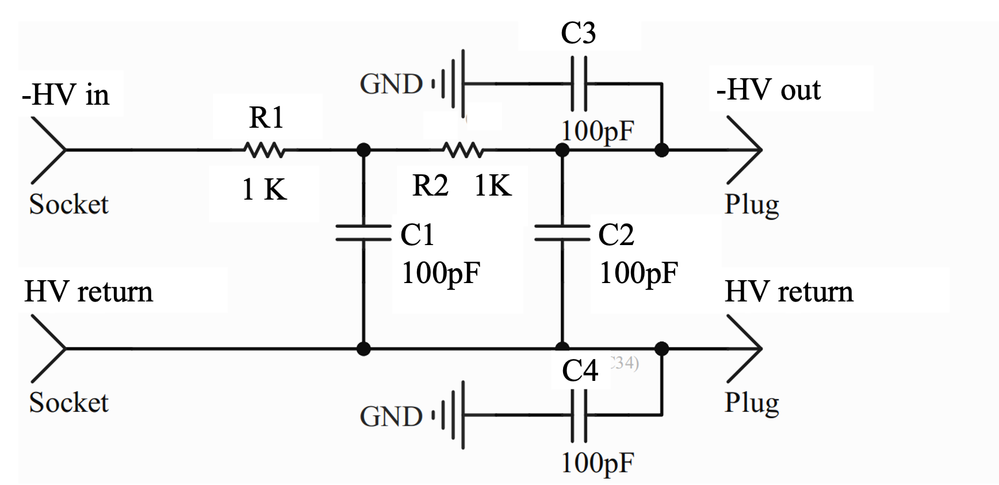 C3
GND
-HV in
-HV out
R1
100pF
1 K
R2 1K
Socket
Plug
C1
100pF
C2
100pF
HV return
HV return
C34)
C4
Socket
GND
Plug
100pF